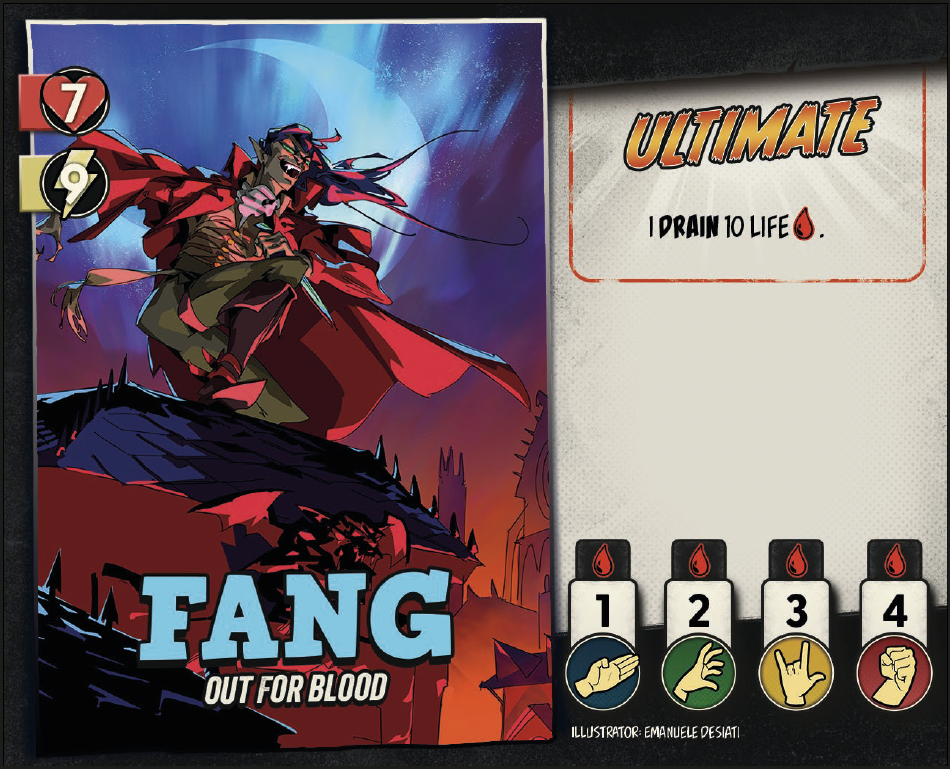 7
9
ULTIMATE
I DRAIN 10 LIFE .
FANG
OUT FOR BLOOD
1 2 3 4
ILLUSTRATOR: EMANUELE DESIATI